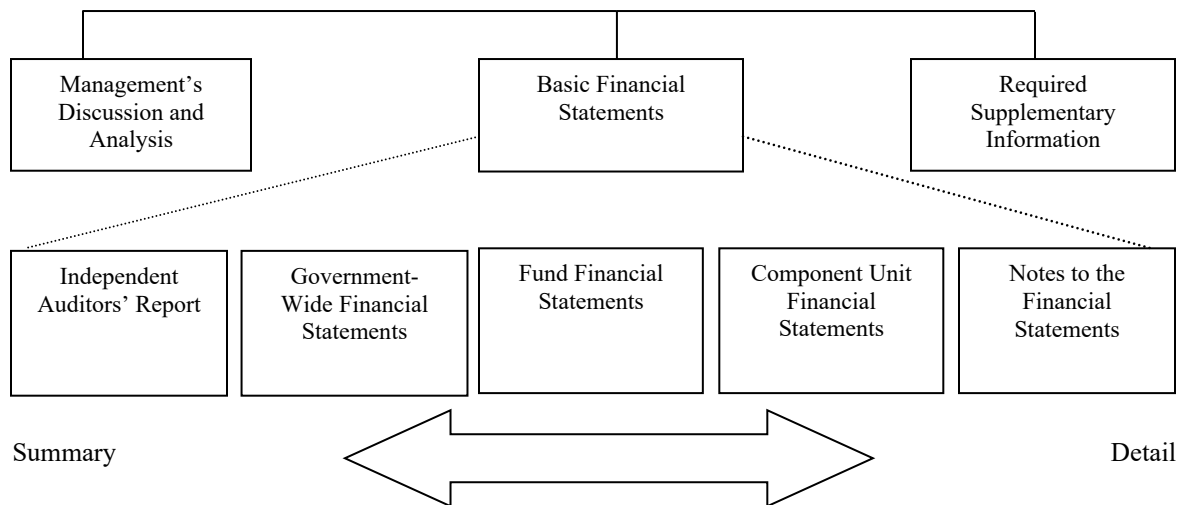 Management’s
Discussion and
Analysis
Basic Financial
Statements
Required
Supplementary
Information
Independent
Auditors’ Report
Government-
Wide Financial
Statements
Fund Financial
Statements
Component Unit
Financial
Statements
Notes to the
Financial
Statements
Summary
Detail